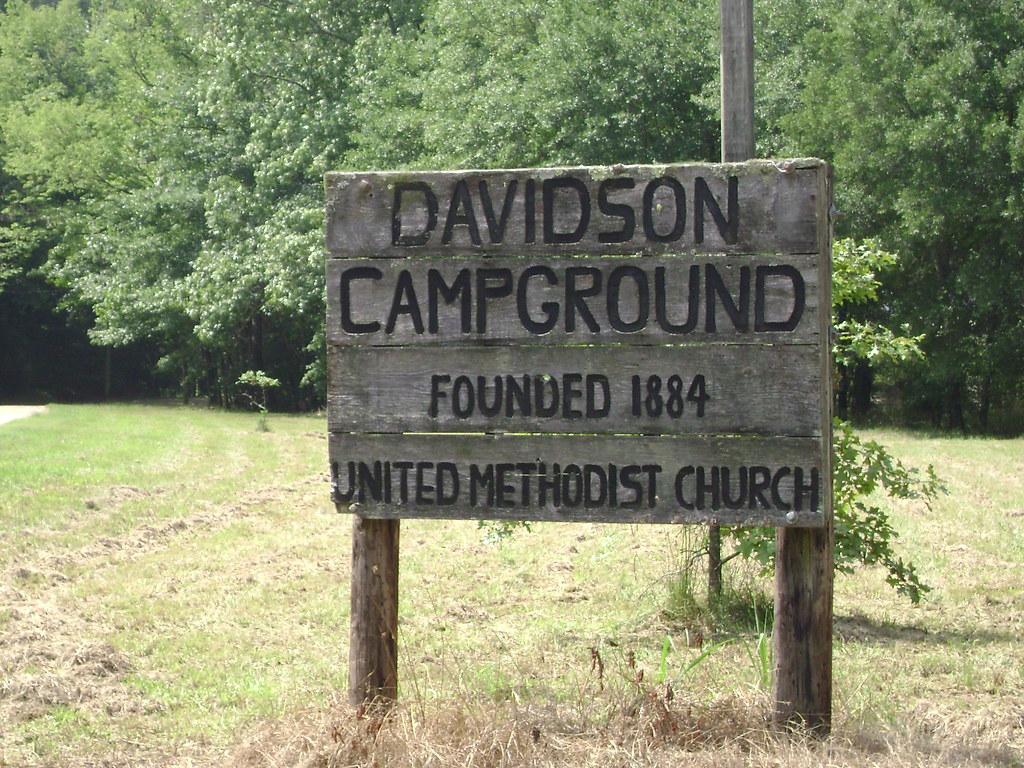 DAVIDSON
CAMPGROUND
FOUNDED 1884
UNITED METHODIST CHURCH